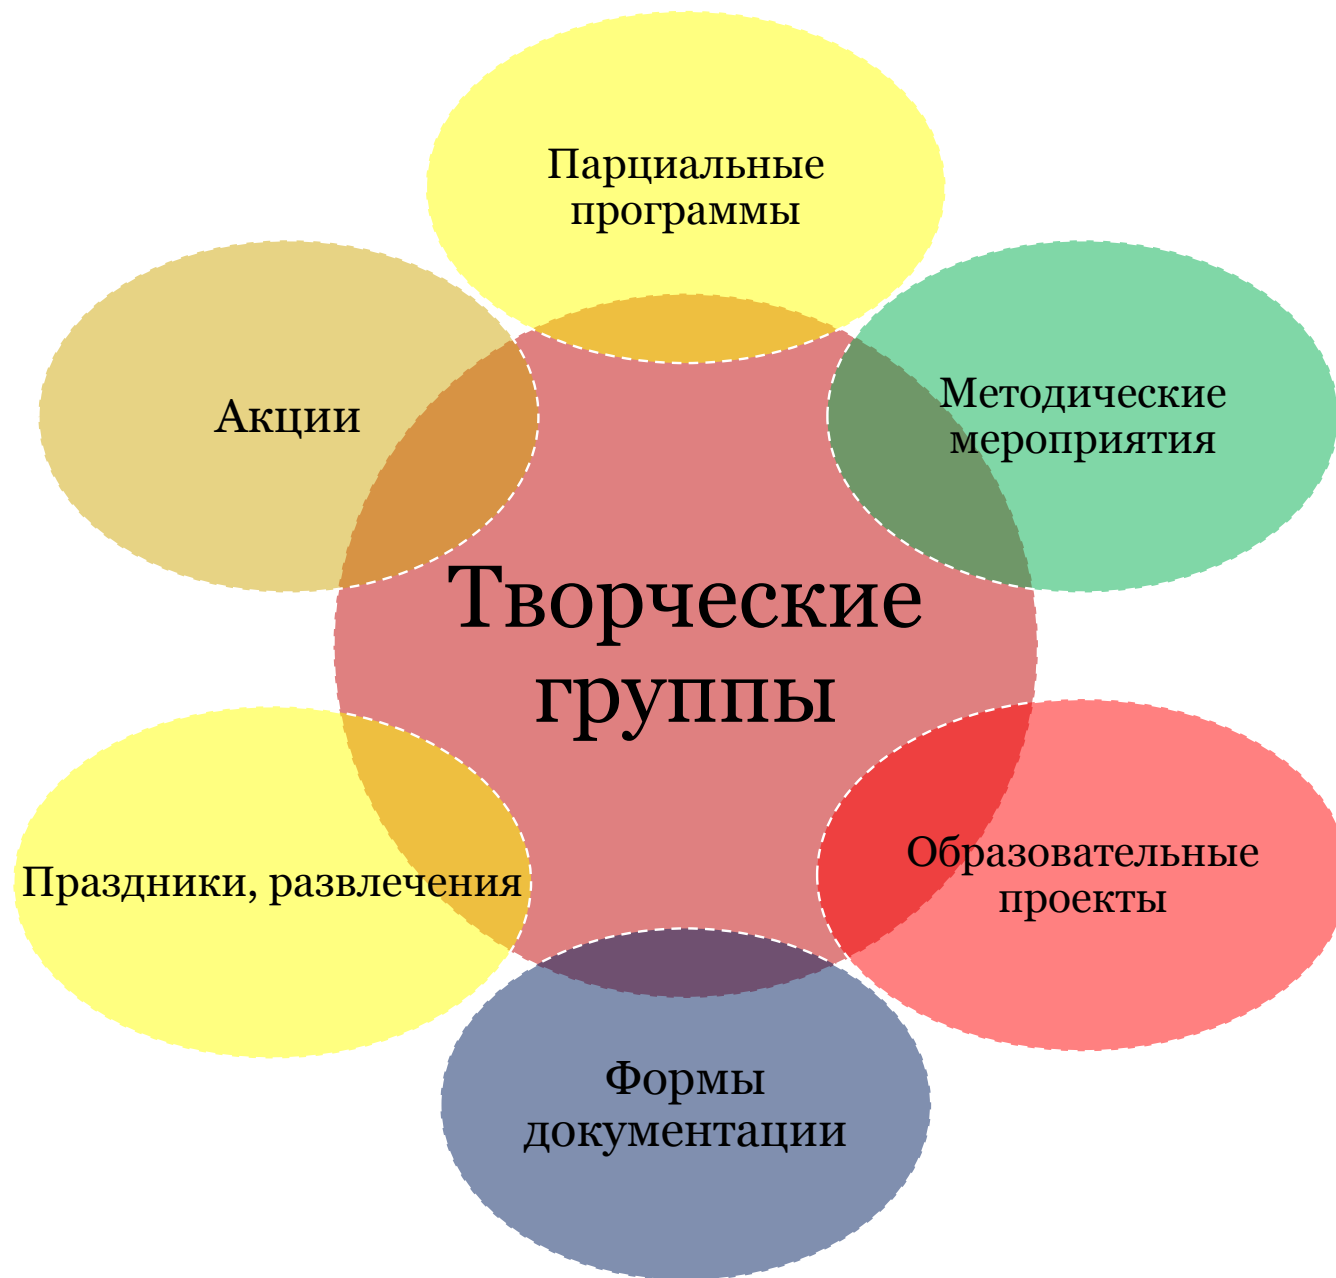 Парциальные
программы
Акции
Методические
мероприятия
Творческие
группы
Праздники, развлечения
Образовательные
проекты
Формы
документации